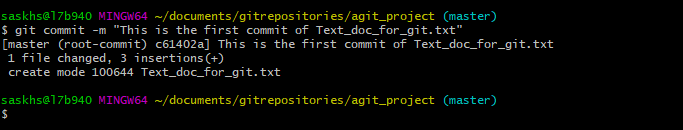 saskhs@l7b940 MINGW64 ~/documents/gitrepositories/agit_project (master)
$ git commit -m "This is the first commit of Text_doc_for_git.txt"
[master (root-commit) c61402a] This is the first commit of Text_doc_for_git.txt
 1 file changed, 3 insertions(+)
 create mode 100644 Text_doc_for_git.txt
saskhs@l7b940 MINGW64 ~/documents/gitrepositories/agit_project (master)
$